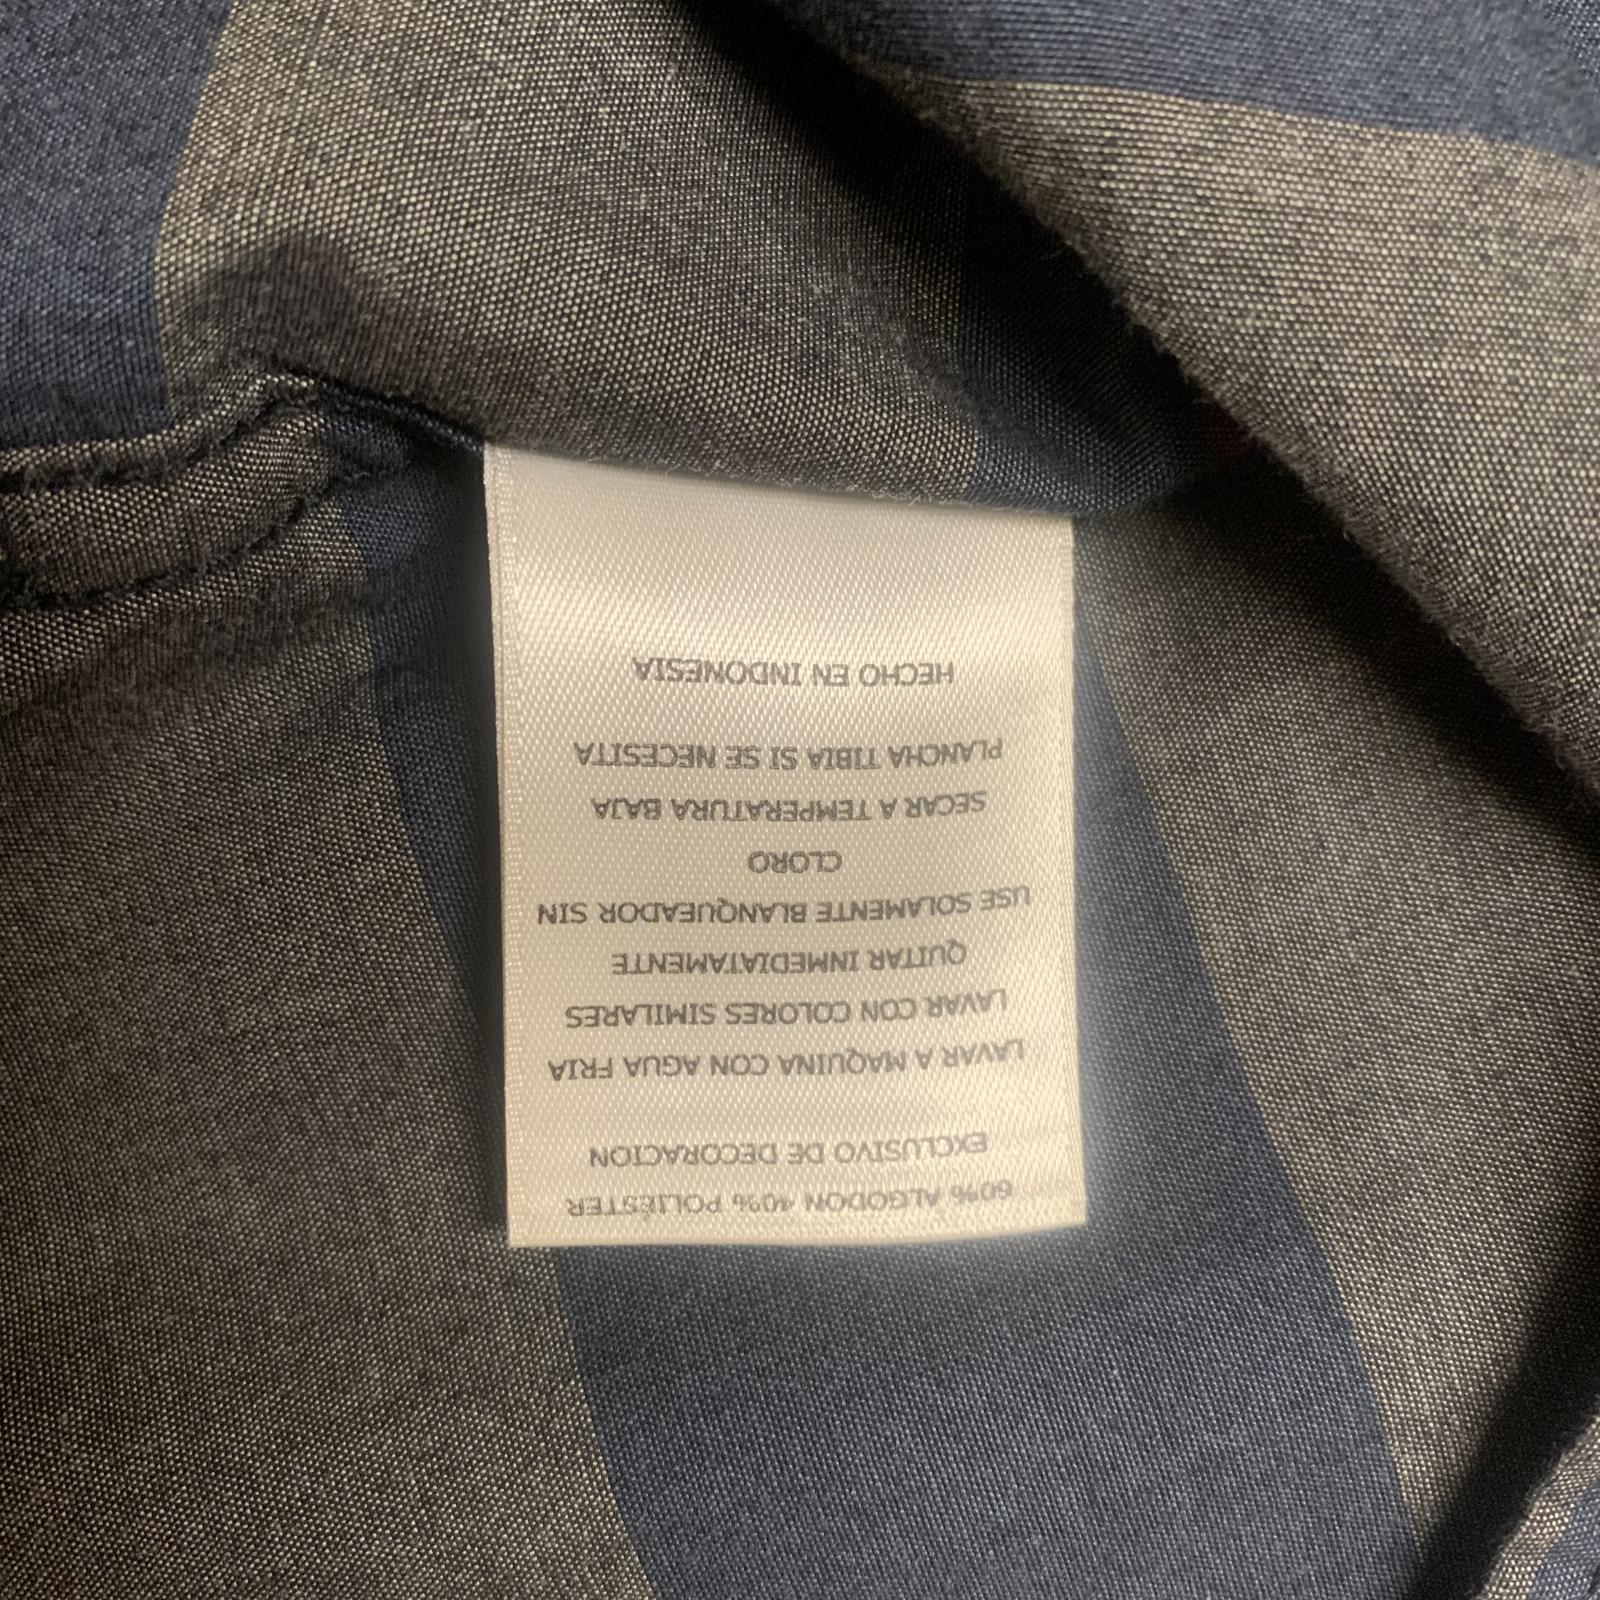 60% ALGODON 40% POLIÉSTER
EXCLUSIVO DE DECORACION
LAVAR A MAQUINA CON AGUA FRIA
LAVAR CON COLORES SIMILARES
QUITAR INMEDIATAMENTE
USE SOLAMENTE BLANQUEADOR SIN
CLORO
SECAR A TEMPERATURA BAJA
PLANCHA TIBIA SI SE NECESITA
HECHO EN INDONESIA